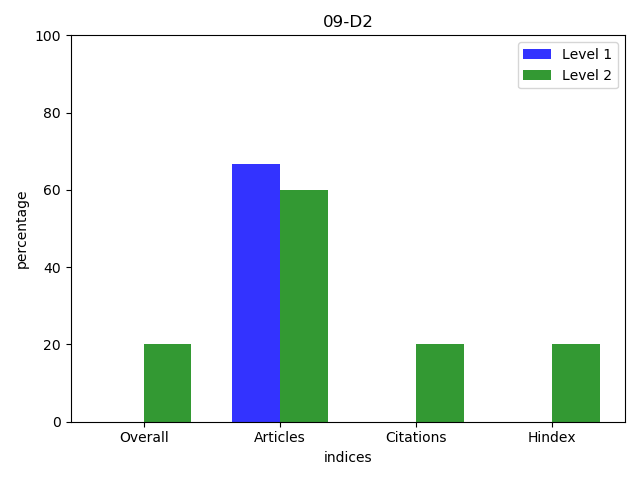 09-D2
100
80
60
40
20
0
percentage
Level 1
Level 2
Overall Articles Citations Hindex
indices